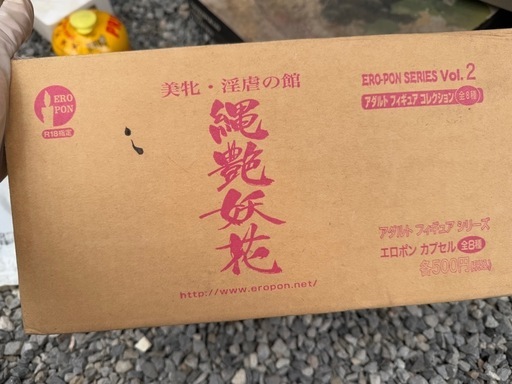 ERO
PON
R18指定
美牝・淫虐の館
縄艶妖花
http://www.eropon.net/
ERO-PON SERIES Vol.2
アダルト フィギュア コレクション(全8種)
アダルト フィギュア シリーズ
エロポン カプセル 全8種
各500円(税込)